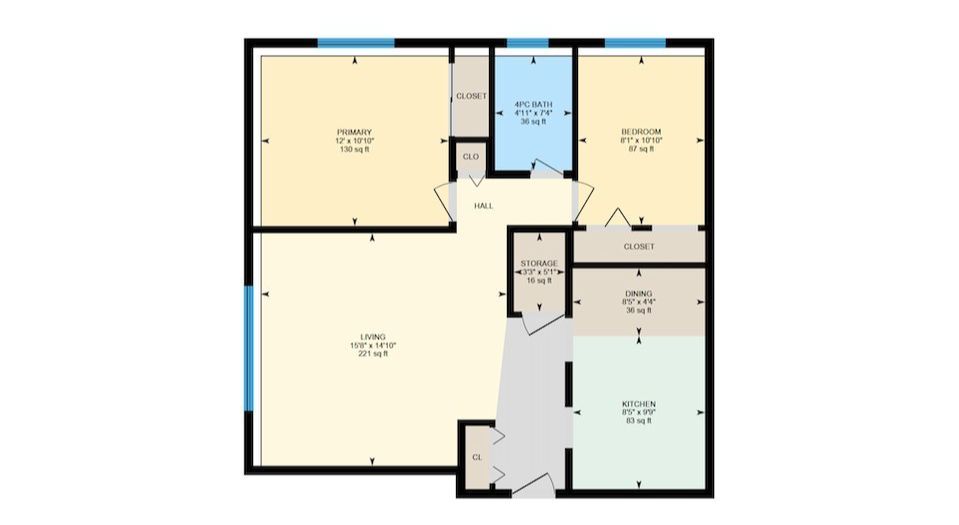 CLOSET
4PC BATH
4'11" x 7'4"
36 sq ft
PRIMARY
12' x 10'10"
130 sq ft
BEDROOM
8'1" x 10'10"
87 sq ft
CLO
HALL
CLOSET
STORAGE
3'3" x 5'1"
16 sq ft
DINING
8'5" x 4'4"
36 sq ft
LIVING
15'8" x 14'10"
221 sq ft
KITCHEN
8'5" x 9'9"
83 sq ft
CL